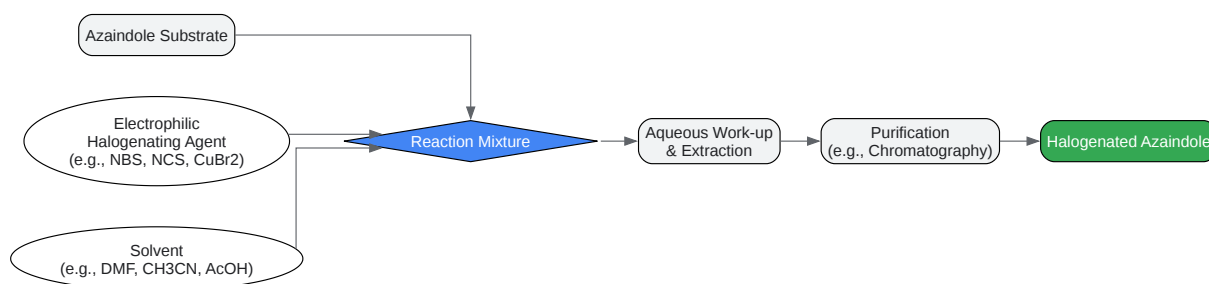 Azaindole Substrate
Electrophilic
Halogenating Agent
(e.g., NBS, NCS, CuBr2)
Solvent
(e.g., DMF, CH3CN, AcOH)
Reaction Mixture
Aqueous Work-up
& Extraction
Purification
(e.g., Chromatography)
Halogenated Azaindole